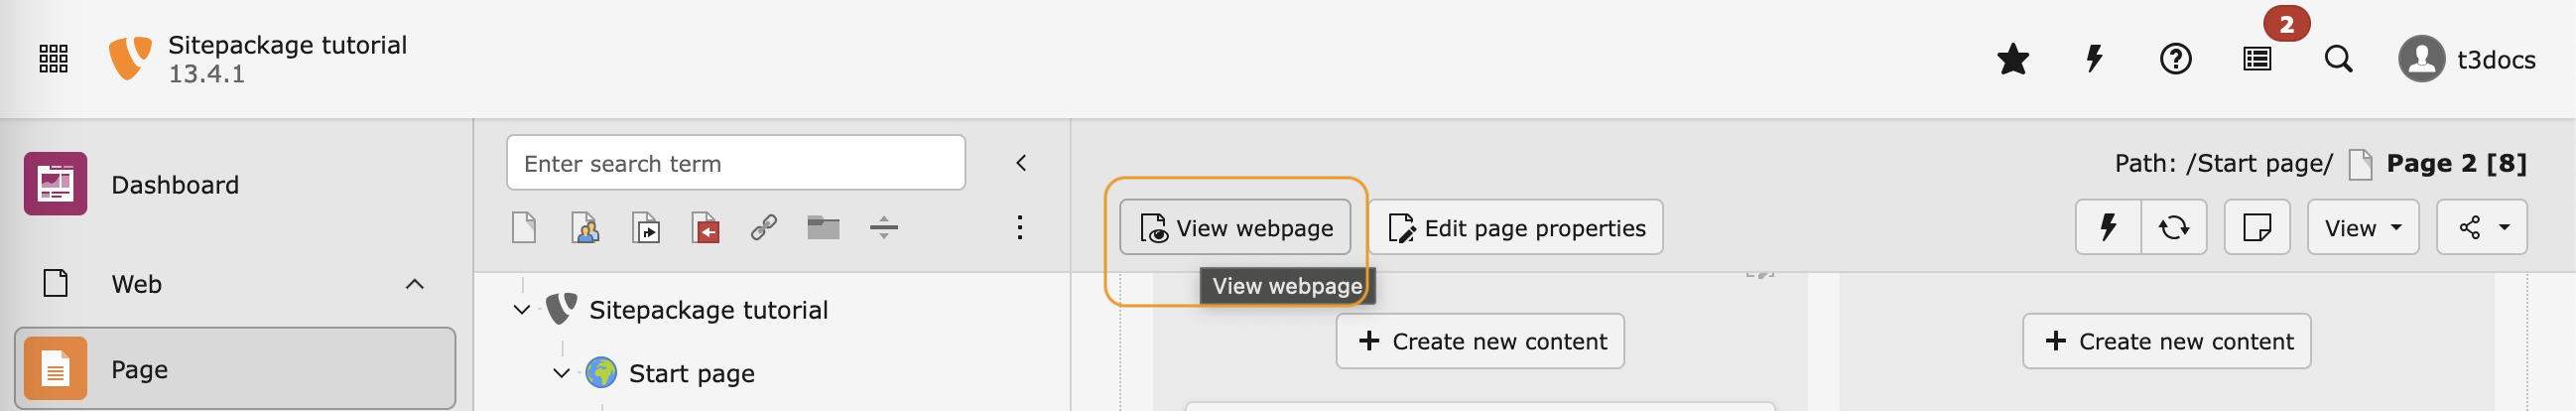 Sitepackage tutorial
13.4.1
2
t3docs
Dashboard
Web
Page
Enter search term
Sitepackage tutorial
Start page
Path: /Start page/ Page 2 [8]
View webpage
Edit page properties
View
View webpage
+ Create new content
+ Create new content